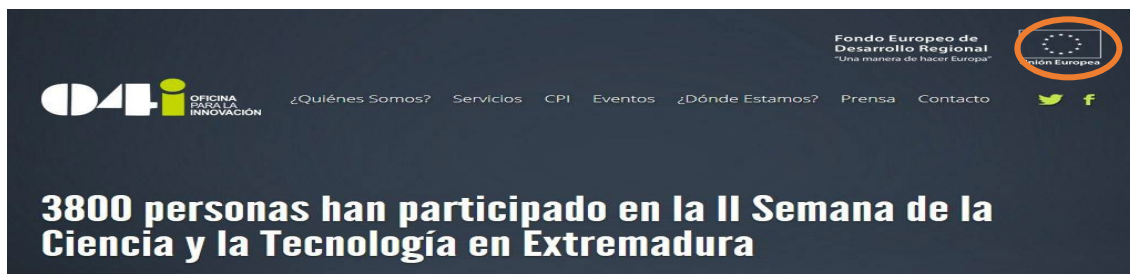 Fondo Europeo de
Desarrollo Regional
"Una manera de hacer Europa"
Unión Europea
O4i
OFICINA
PARA LA
INNOVACIÓN
¿Quiénes Somos? Servicios CPI Eventos ¿Dónde Estamos? Prensa Contacto
3800 personas han participado en la II Semana de la
Ciencia y la Tecnología en Extremadura